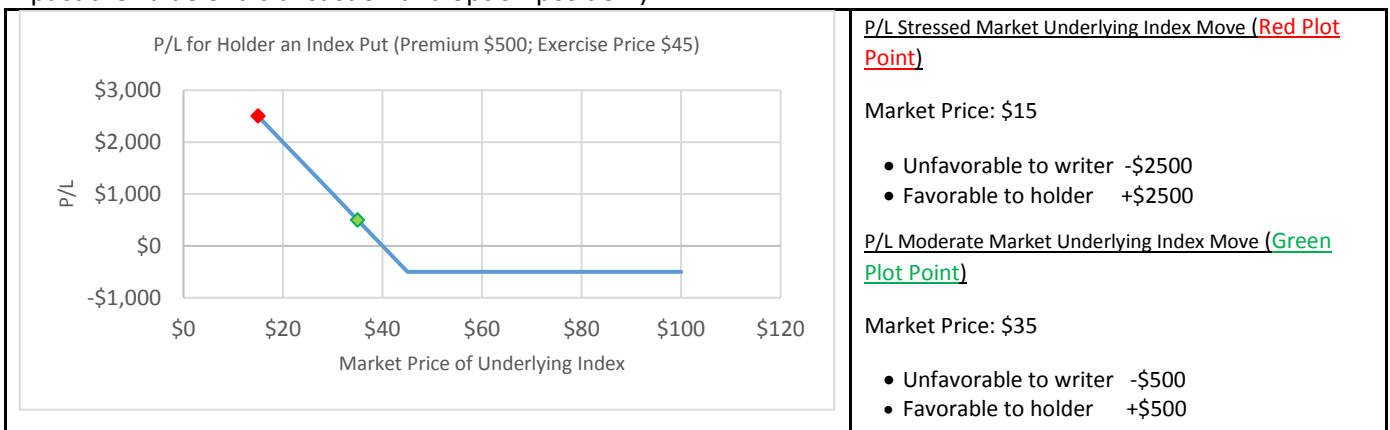 P/L for Holder an Index Put (Premium $500; Exercise Price $45)
$3,000
$2,000
$1,000
$0
-$1,000
P/L
$0 $20 $40 $60 $80 $100 $120
Market Price of Underlying Index
P/L Stressed Market Underlying Index Move (Red Plot
Point)
Market Price: $15
• Unfavorable to writer -$2500
• Favorable to holder +$2500
P/L Moderate Market Underlying Index Move (Green
Plot Point)
Market Price: $35
• Unfavorable to writer -$500
• Favorable to holder +$500